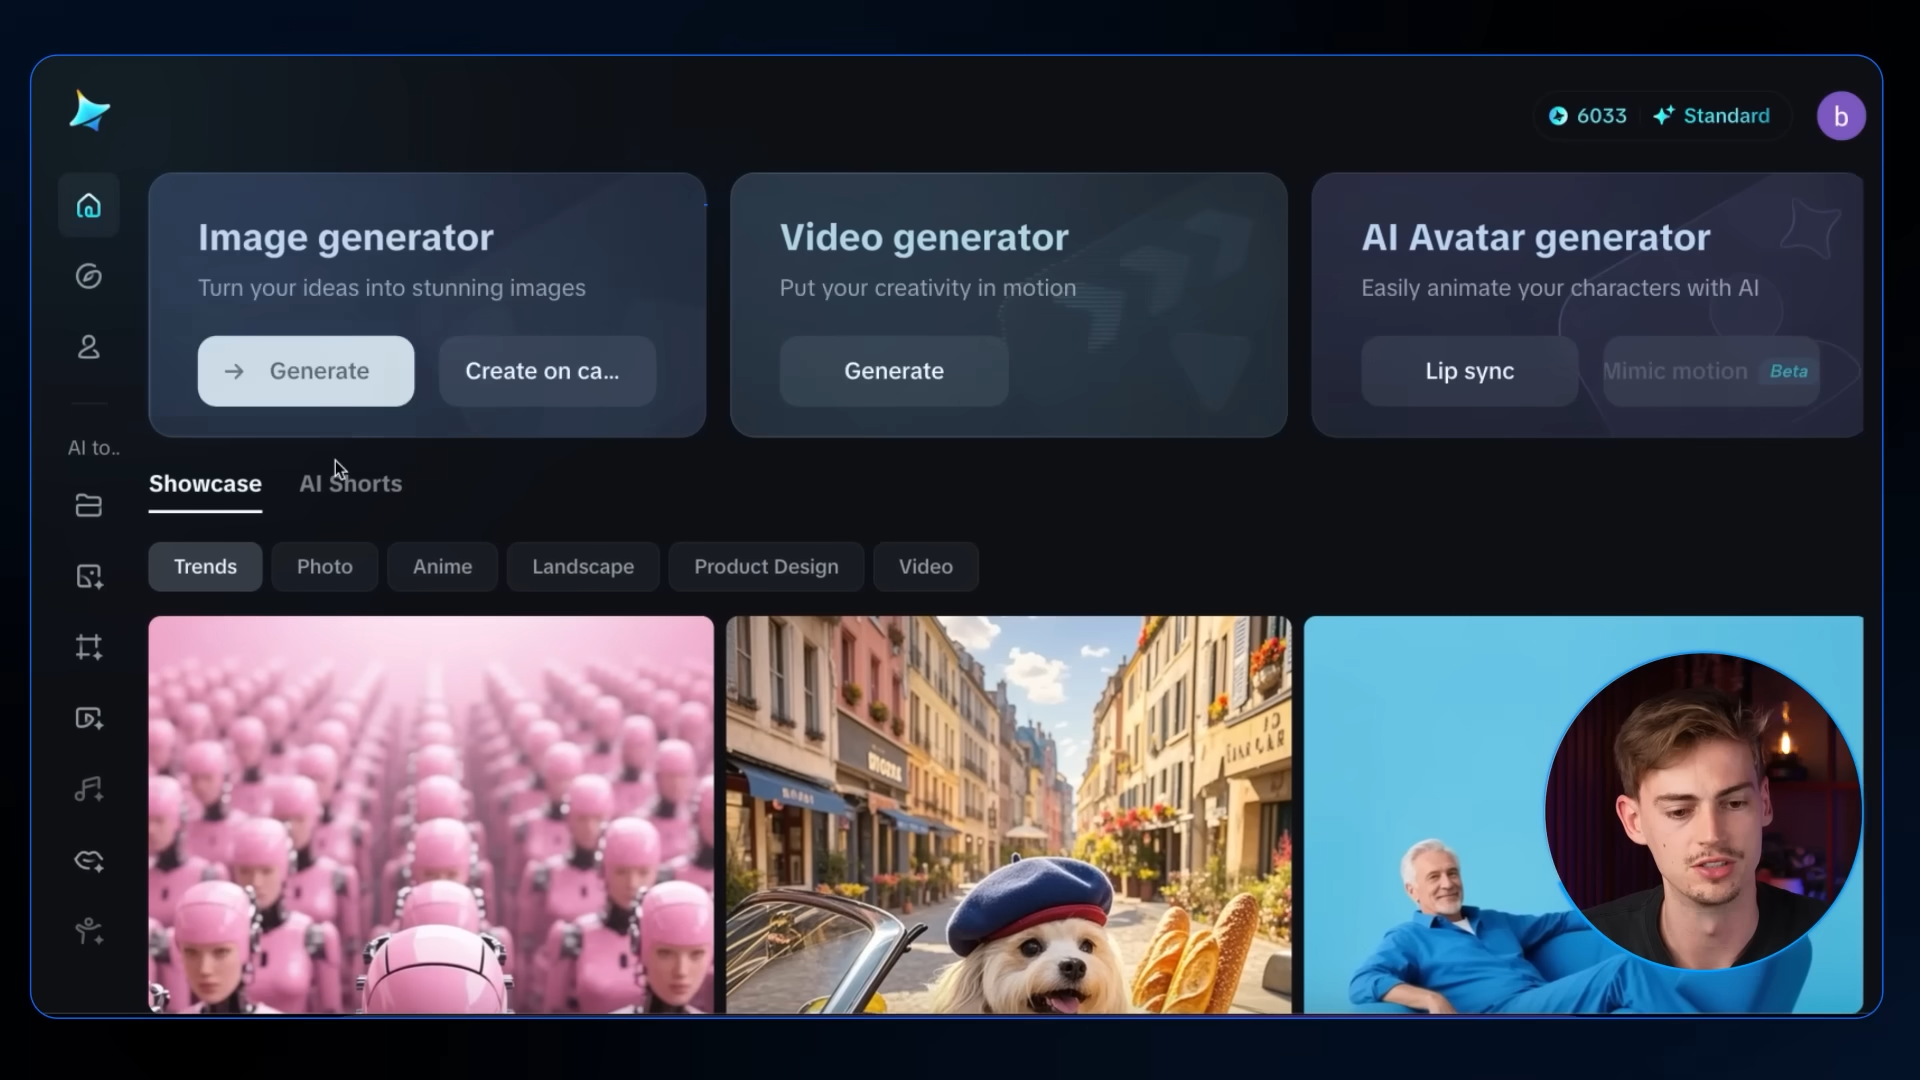 6033 Standard b
Image generator
Turn your ideas into stunning images
Generate
Create on ca...
Video generator
Put your creativity in motion
Generate
AI Avatar generator
Easily animate your characters with AI
Lip sync
Mimic motion Beta
AI to..
Showcase
AI Shorts
Trends
Photo
Anime
Landscape
Product Design
Video